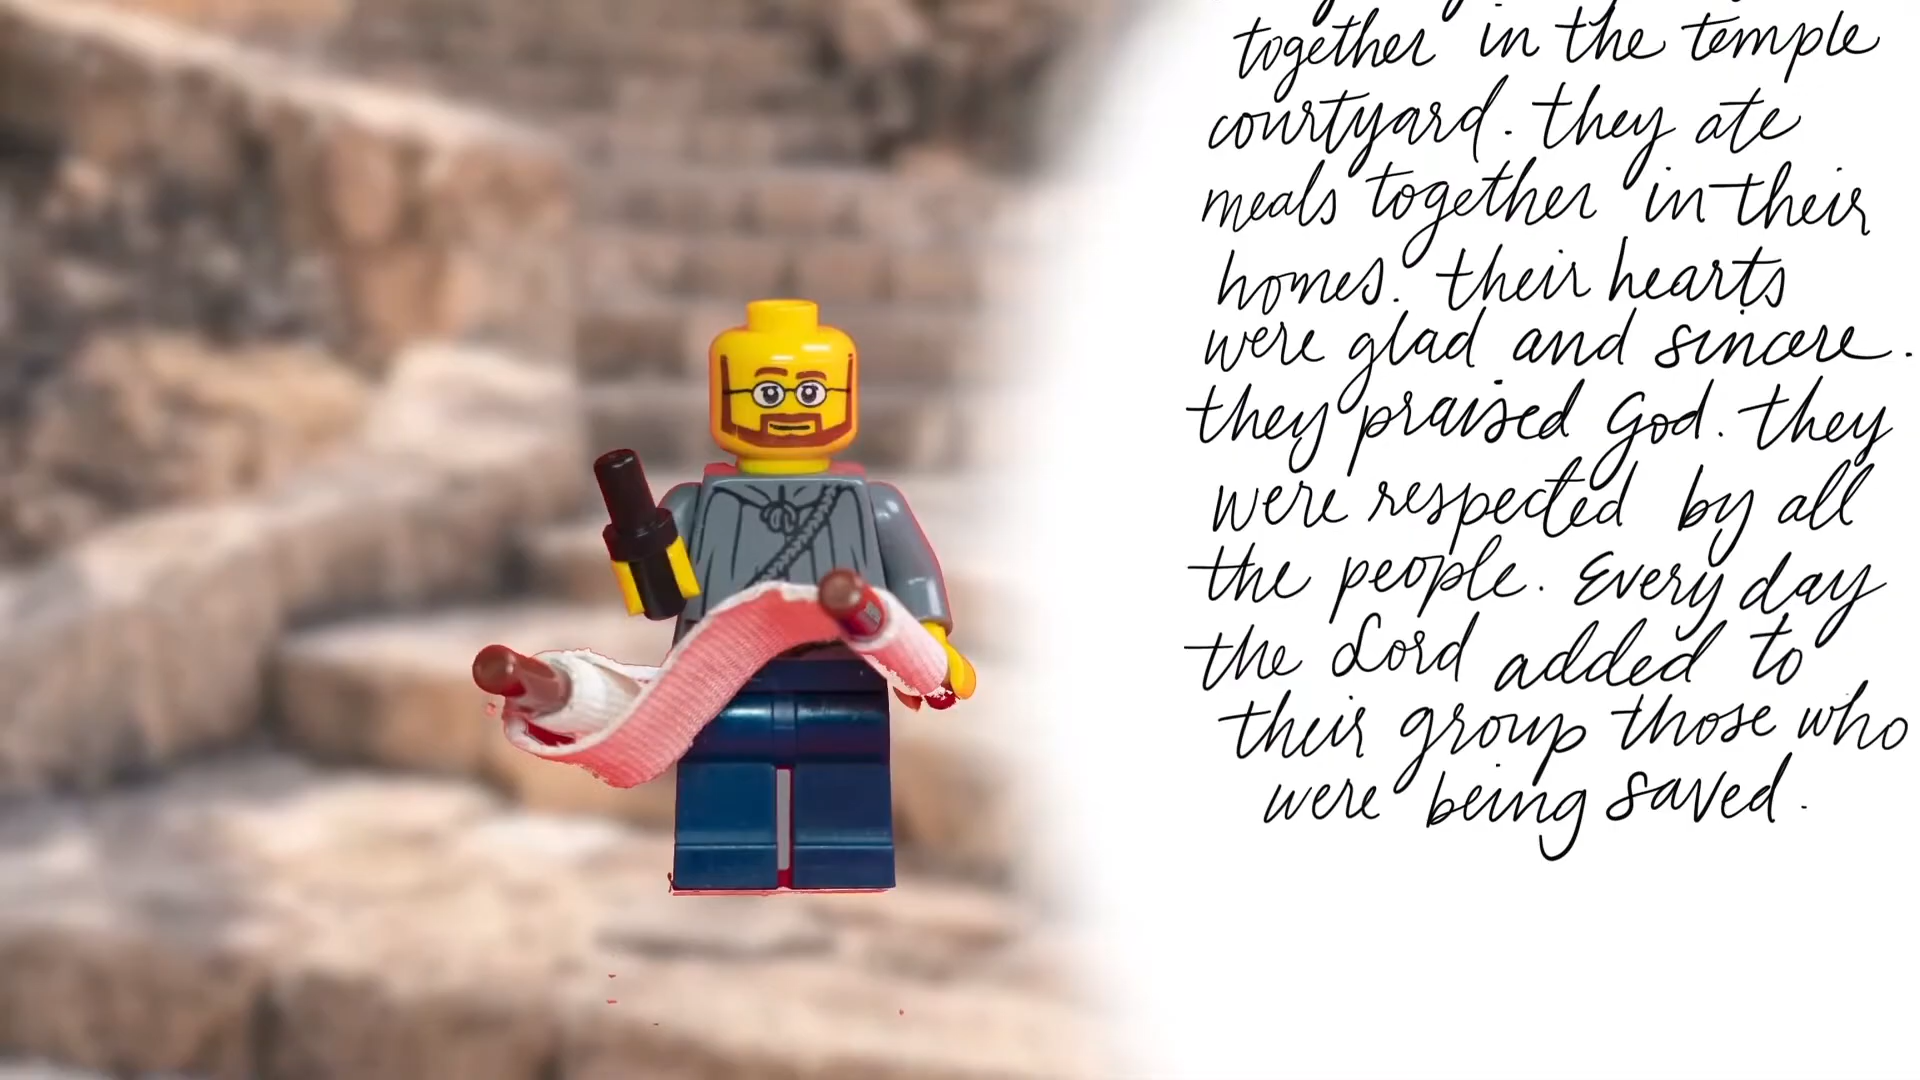 together in the temple
courtyard. they ate
meals together in their
homes. their hearts
were glad and sincere.
they praised God. they
were respected by all
the people. Every day
the Lord added to
their group those who
were being saved.